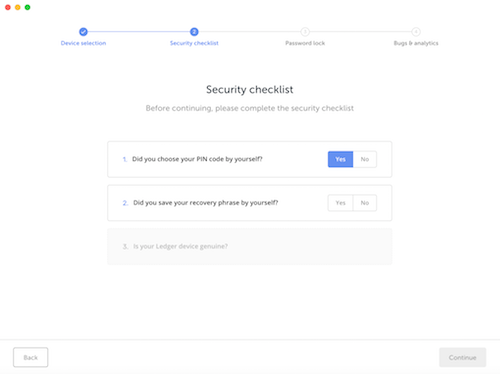 Device selection
2
Security checklist
3
Password lock
4
Bugs & analytics
Security checklist
Before continuing, please complete the security checklist
1. Did you choose your PIN code by yourself? Yes No
2. Did you save your recovery phrase by yourself? Yes No
3. Is your Ledger device genuine?
Back Continue